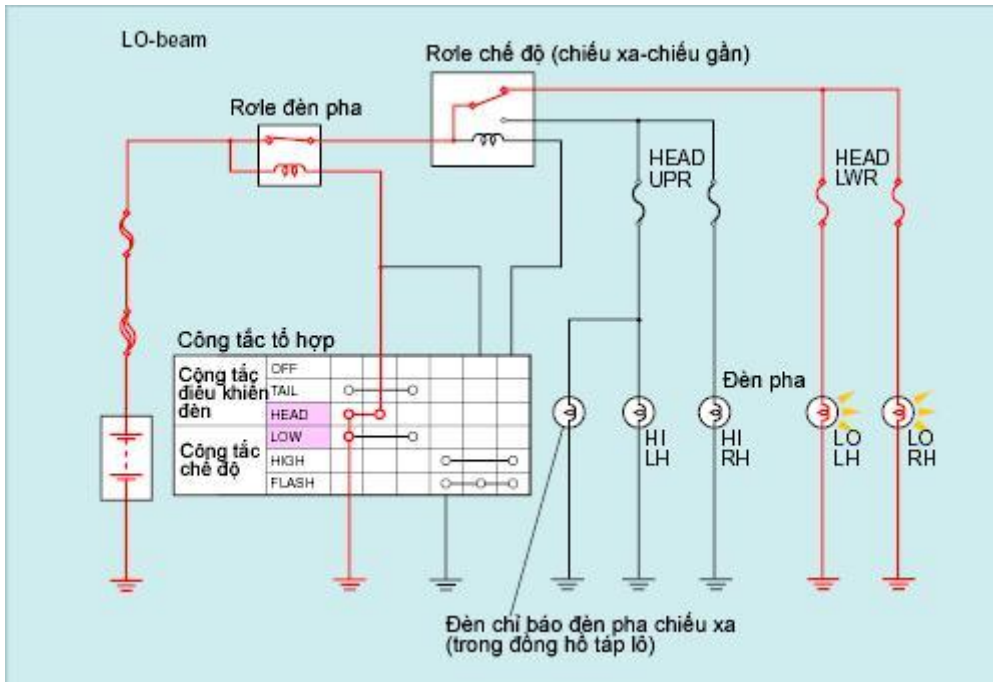 LO-beam
Rơle chế độ (chiếu xa-chiếu gần)
Rơle đèn pha
HEAD
UPR
HEAD
LWR
Công tắc tổ hợp
Công tắc
điều khiển
đèn
OFF
TAIL
HEAD
Công tắc
chế độ
LOW
HIGH
FLASH
Đèn pha
HI
LH
HI
RH
LO
LH
LO
RH
Đèn chỉ báo đèn pha chiếu xa
(trong đồng hồ táp lô)